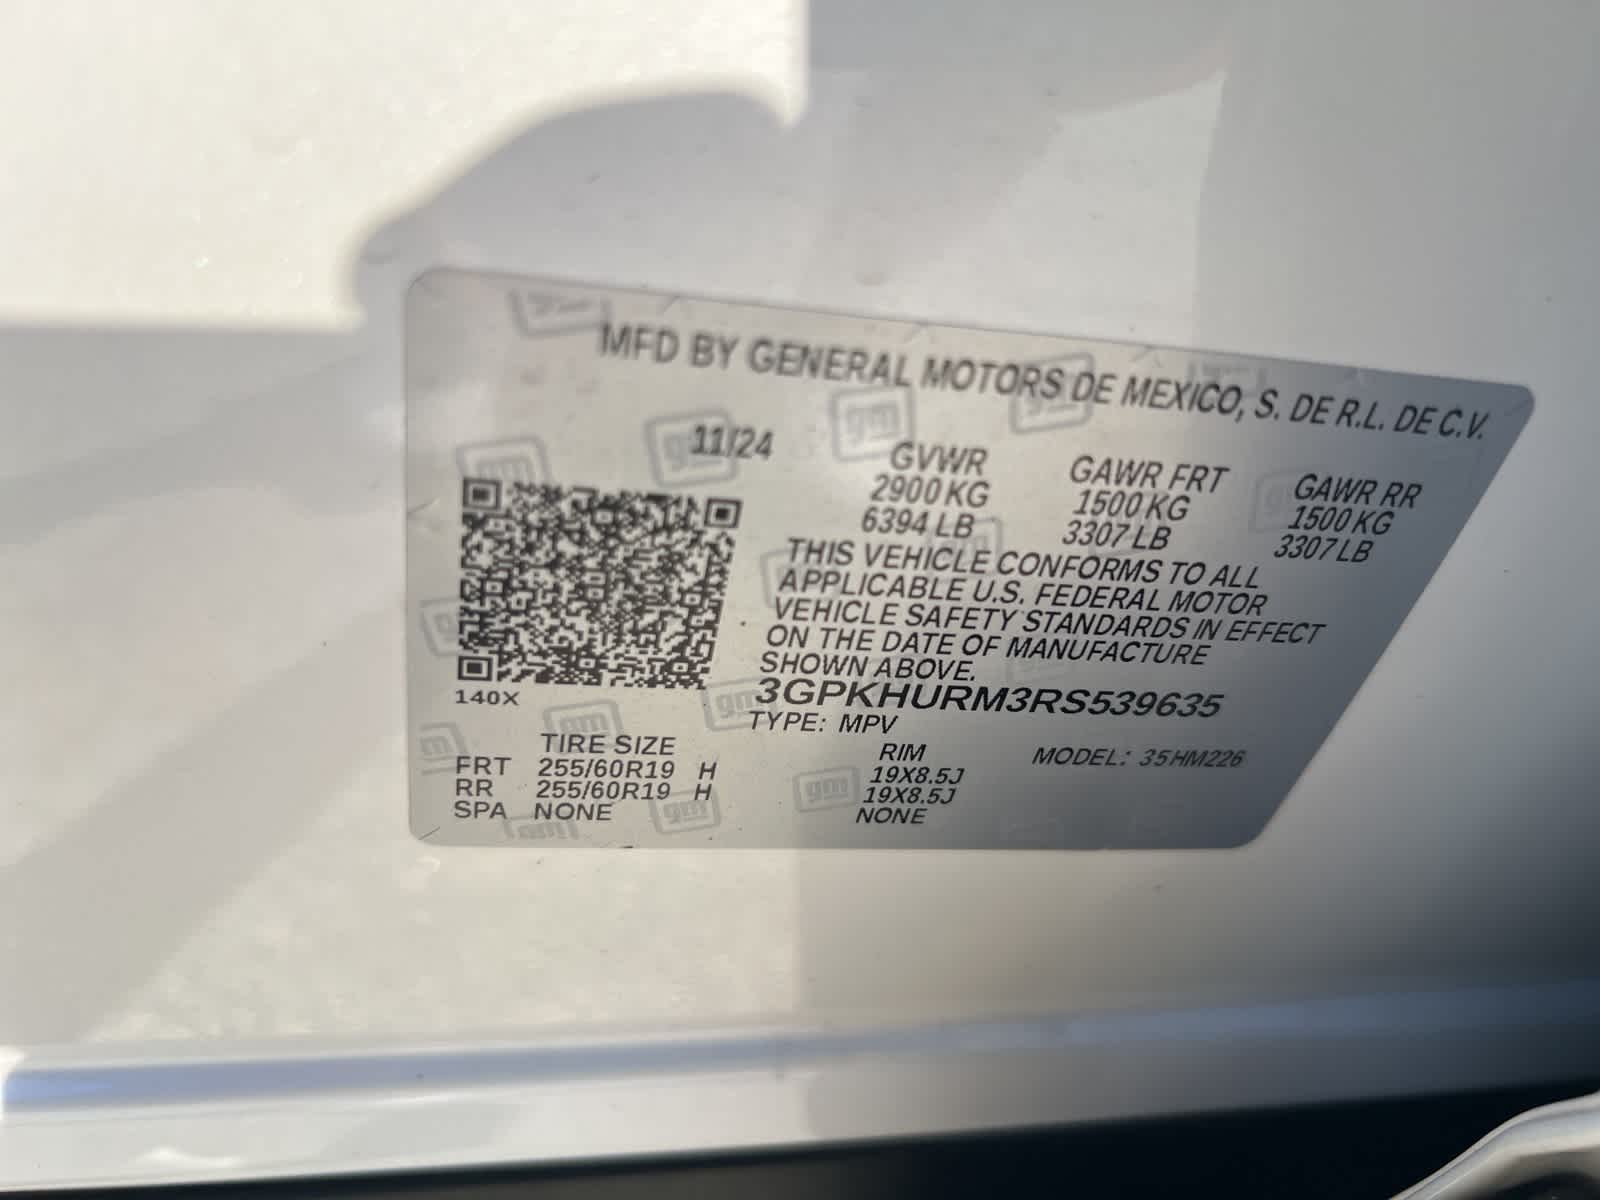 MFD BY GENERAL MOTORS DE MEXICO, S. DE R.L. DE C.V.
11/24
GVWR GAWR FRT GAWR RR
2900 KG 1500 KG 1500 KG
6394 LB 3307 LB 3307 LB
THIS VEHICLE CONFORMS TO ALL
APPLICABLE U.S. FEDERAL MOTOR
VEHICLE SAFETY STANDARDS IN EFFECT
ON THE DATE OF MANUFACTURE
SHOWN ABOVE.
140X
3GPKHURM3RS539635
TYPE: MPV
TIRE SIZE RIM MODEL: 35HM226
FRT 255/60R19 H 19X8.5J
RR 255/60R19 H 19X8.5J
SPA NONE NONE